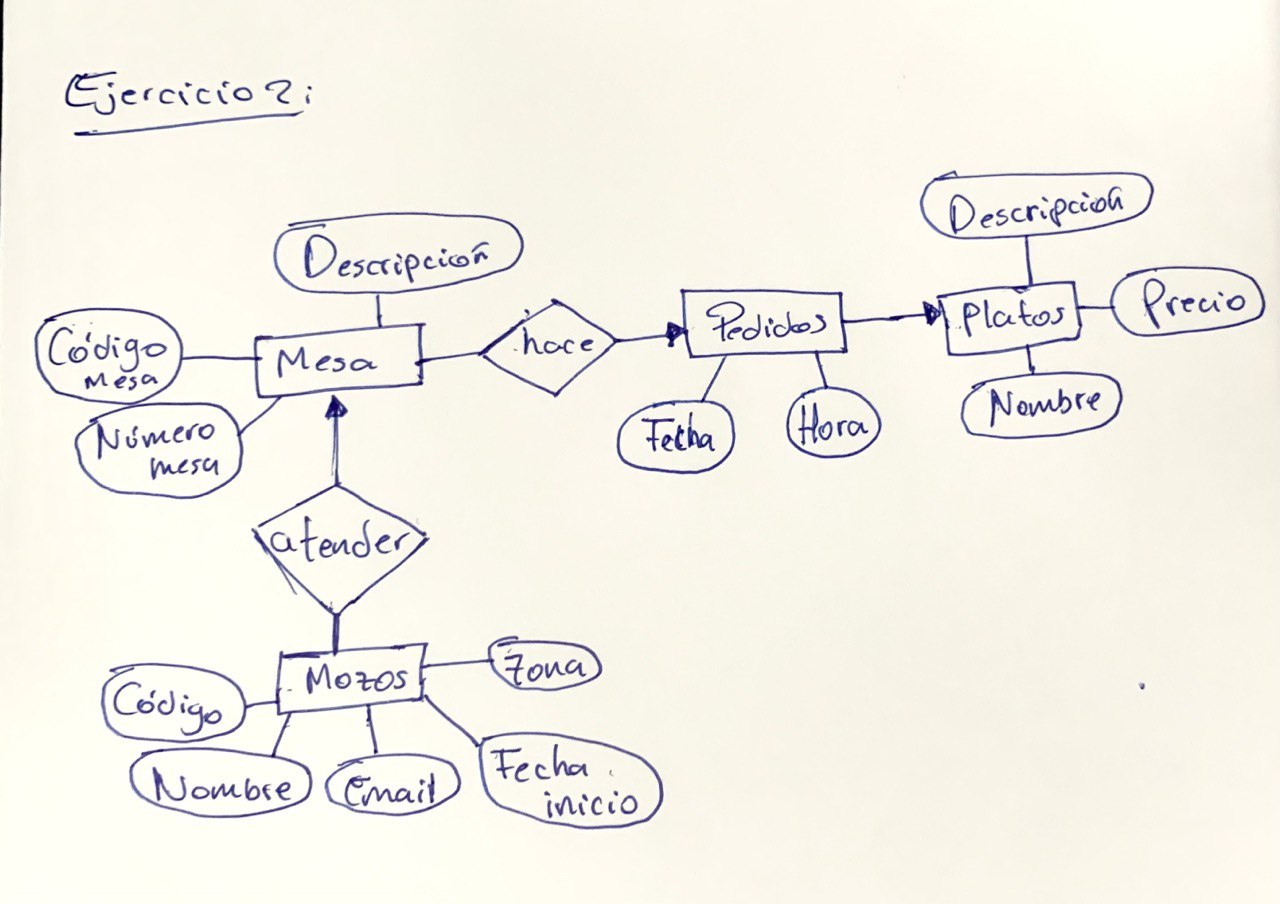 Ejercicio 2:
Descripción
Descripción
Código
Mesa
Mesa
hace
Pedidos
Platos
Precio
Número
mesa
Fecha
Hora
Nombre
atender
Mozos
Zona
Código
Nombre
Email
Fecha
inicio